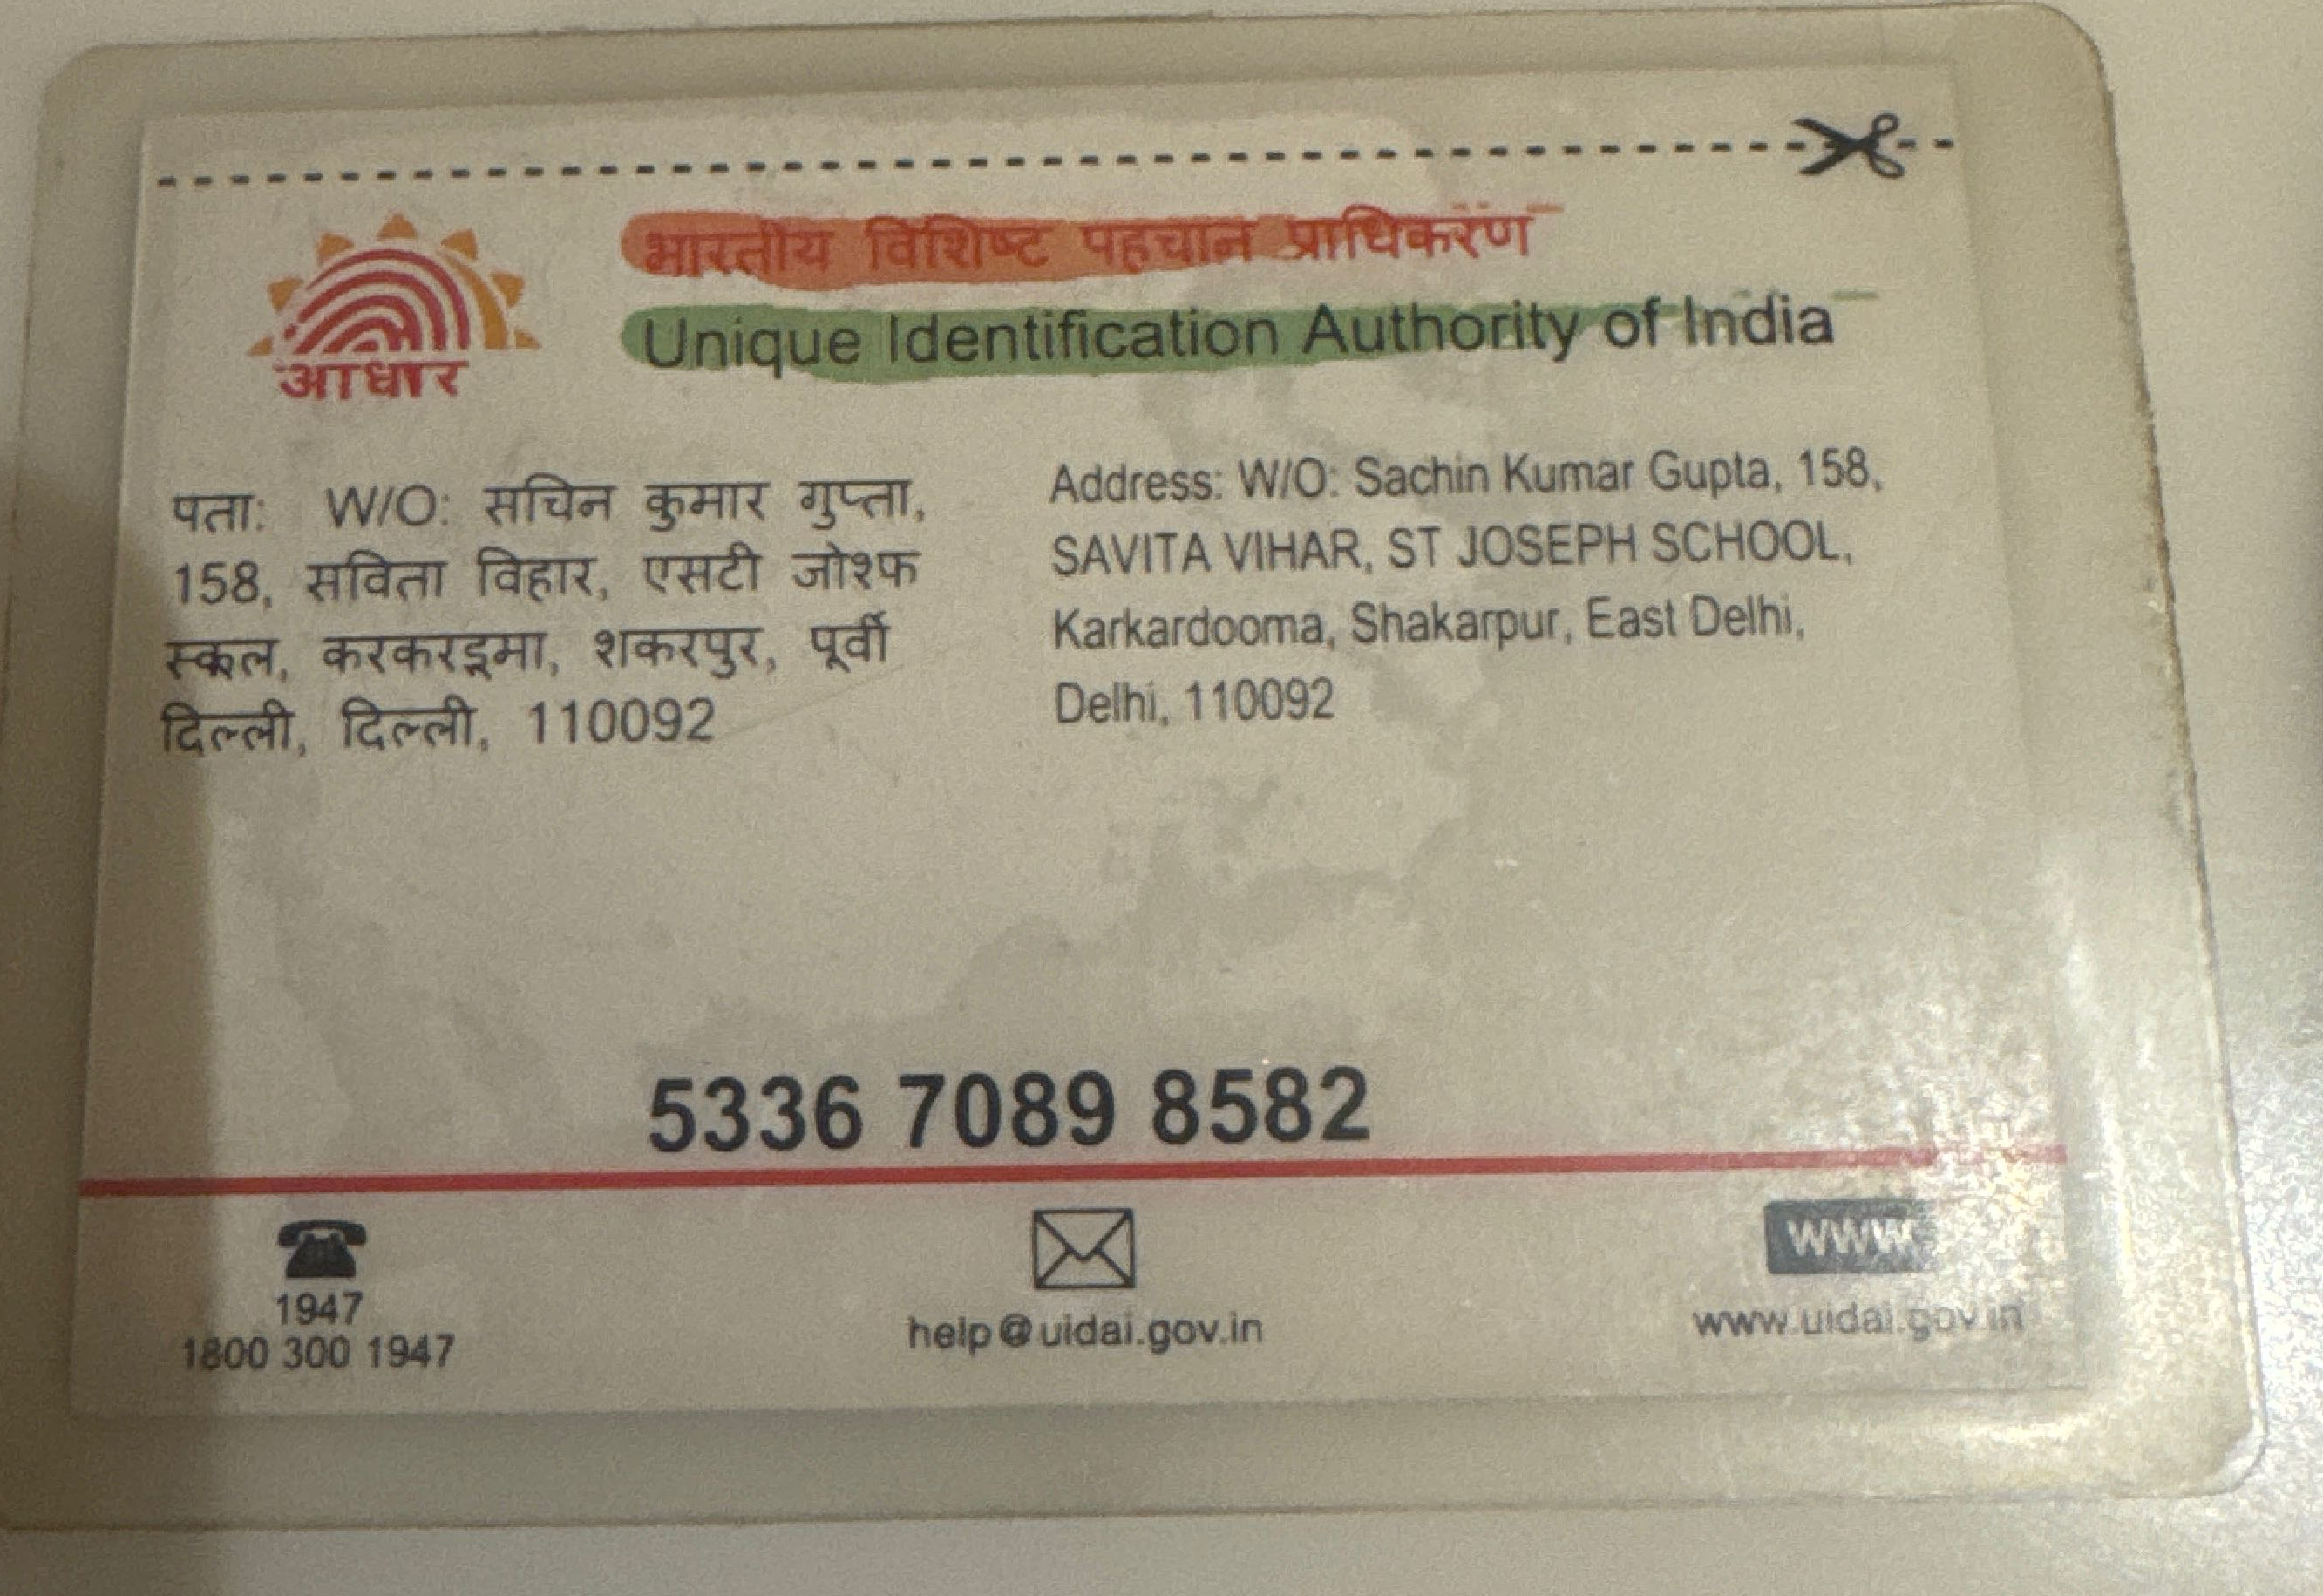 भारतीय विशिष्ट पहचान प्राधिकरण
Unique Identification Authority of India
आधार
पता: W/O: सचिन कुमार गुप्ता,
158, सविता विहार, एसटी जोश्फ
स्कूल, करकरडूमा, शकरपुर, पूर्वी
दिल्ली, दिल्ली, 110092
Address: W/O: Sachin Kumar Gupta, 158,
SAVITA VIHAR, ST JOSEPH SCHOOL,
Karkardooma, Shakarpur, East Delhi,
Delhi, 110092
5336 7089 8582
1947
1800 300 1947
help@uidai.gov.in
WWW
www.uidai.gov.in